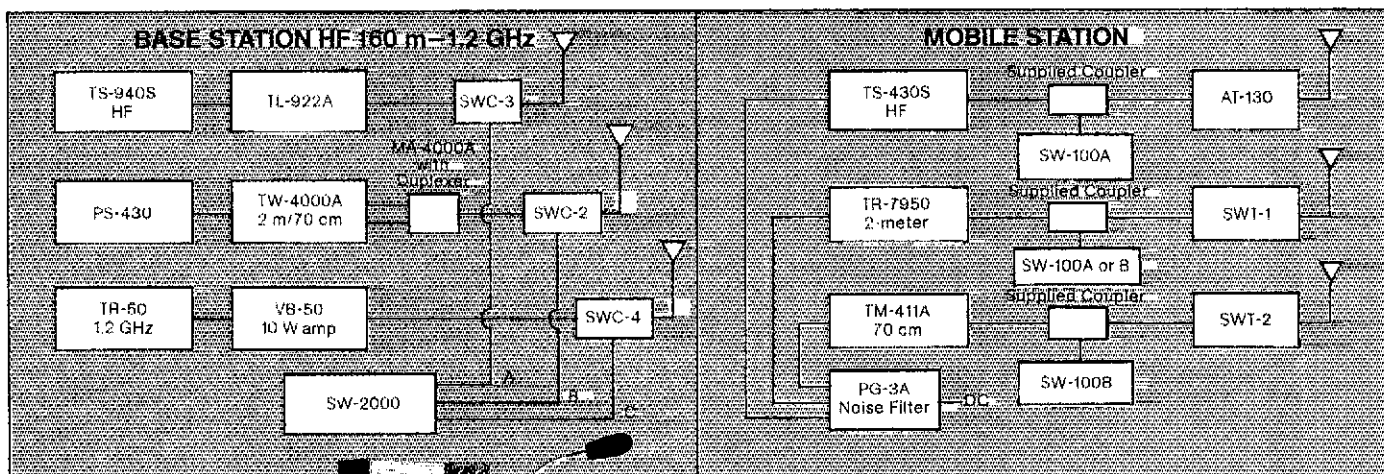 BASE STATION HF 160 m–1.2 GHz
TS-940S
HF
TL-922A
SWC-3
MA-4000A
with
Duplexer
PS-430
TW-4000A
2 m/70 cm
SWC-2
TR-50
1.2 GHz
VB-50
10 W amp
SWC-4
SW-2000
A
B
C
MOBILE STATION
TS-430S
HF
Supplied Coupler
AT-130
SW-100A
TR-7950
2-meter
Supplied Coupler
SWT-1
SW-100A or B
TM-411A
70 cm
Supplied Coupler
SWT-2
SW-100B
PG-3A
Noise Filter
DC